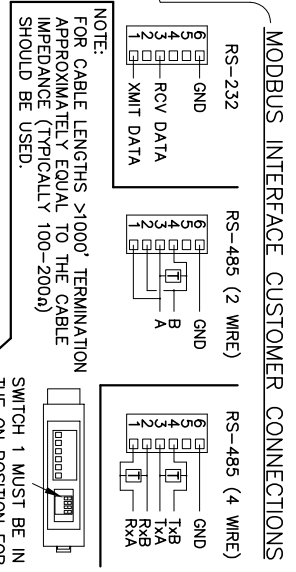 MODBUS INTERFACE CUSTOMER CONNECTIONS
RS-232
6
5
4
3
2
1
GND
RCV DATA
XMIT DATA
RS-485 (2 WIRE)
6
5
4
3
2
1
GND
T
B
A
RS-485 (4 WIRE)
6
5
4
3
2
1
GND
T
TxB
TxA
RxB
T
RxA
NOTE:
FOR CABLE LENGTHS >1000' TERMINATION
APPROXIMATELY EQUAL TO THE CABLE
IMPEDANCE (TYPICALLY 100-200Ω)
SHOULD BE USED.
SWITCH 1 MUST BE IN
THE ON POSITION FOR